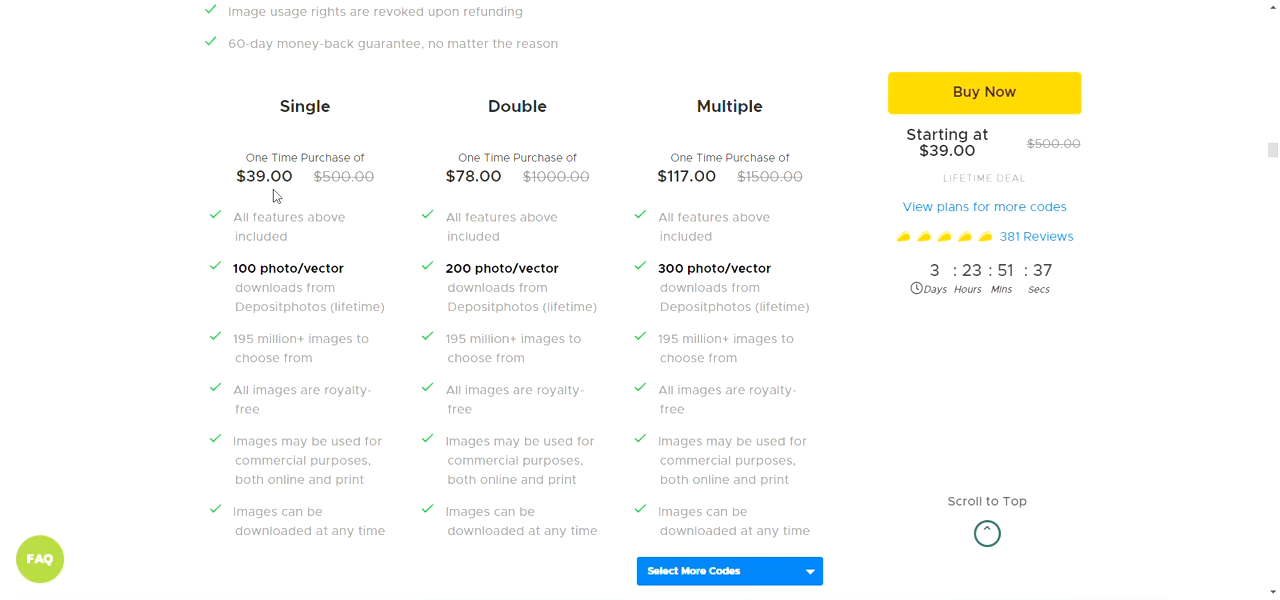 Image usage rights are revoked upon refunding
60-day money-back guarantee, no matter the reason
Single
One Time Purchase of
$39.00 $500.00
All features above
included
100 photo/vector
downloads from
Depositphotos (lifetime)
195 million+ images to
choose from
All images are royalty-
free
Images may be used for
commercial purposes,
both online and print
Images can be
downloaded at any time
Double
One Time Purchase of
$78.00 $1000.00
All features above
included
200 photo/vector
downloads from
Depositphotos (lifetime)
195 million+ images to
choose from
All images are royalty-
free
Images may be used for
commercial purposes,
both online and print
Images can be
downloaded at any time
Multiple
One Time Purchase of
$117.00 $1500.00
All features above
included
300 photo/vector
downloads from
Depositphotos (lifetime)
195 million+ images to
choose from
All images are royalty-
free
Images may be used for
commercial purposes,
both online and print
Images can be
downloaded at any time
Select More Codes
Buy Now
Starting at
$39.00 $500.00
LIFETIME DEAL
View plans for more codes
381 Reviews
3 : 23 : 51 : 37
Days Hours Mins Secs
Scroll to Top
FAQ